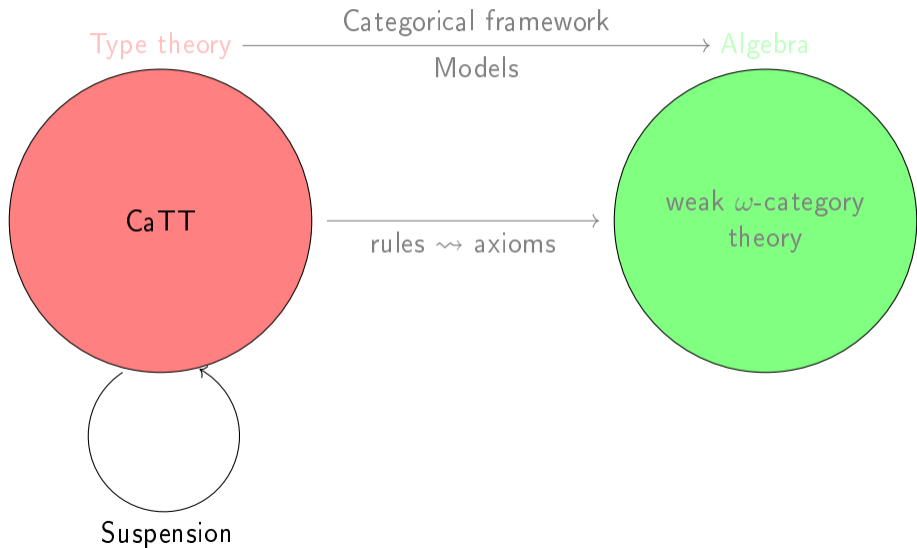 Categorical framework
Type theory
Algebra
Models
CaTT
weak ω-category
theory
rules ⇝ axioms
Suspension